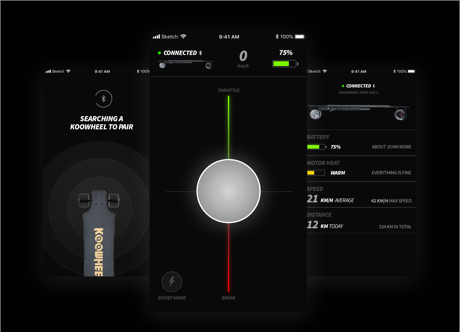 Sketch
9:41 AM
100%
SEARCHING A
KOOWHEEL TO PAIR
KOOWHEE
Sketch
9:41 AM
100%
CONNECTED
0
KM/H
75%
THROTTLE
BOOST MODE
BREAK
Sketch
9:41 AM
100%
CONNECTED
BATTERY
75%
ABOUT 10 KM MORE
MOTOR HEAT
WARM
EVERYTHING IS FINE
SPEED
21 KM/H AVERAGE
42 KM/H MAX SPEED
DISTANCE
12 KM TODAY
334 KM IN TOTAL